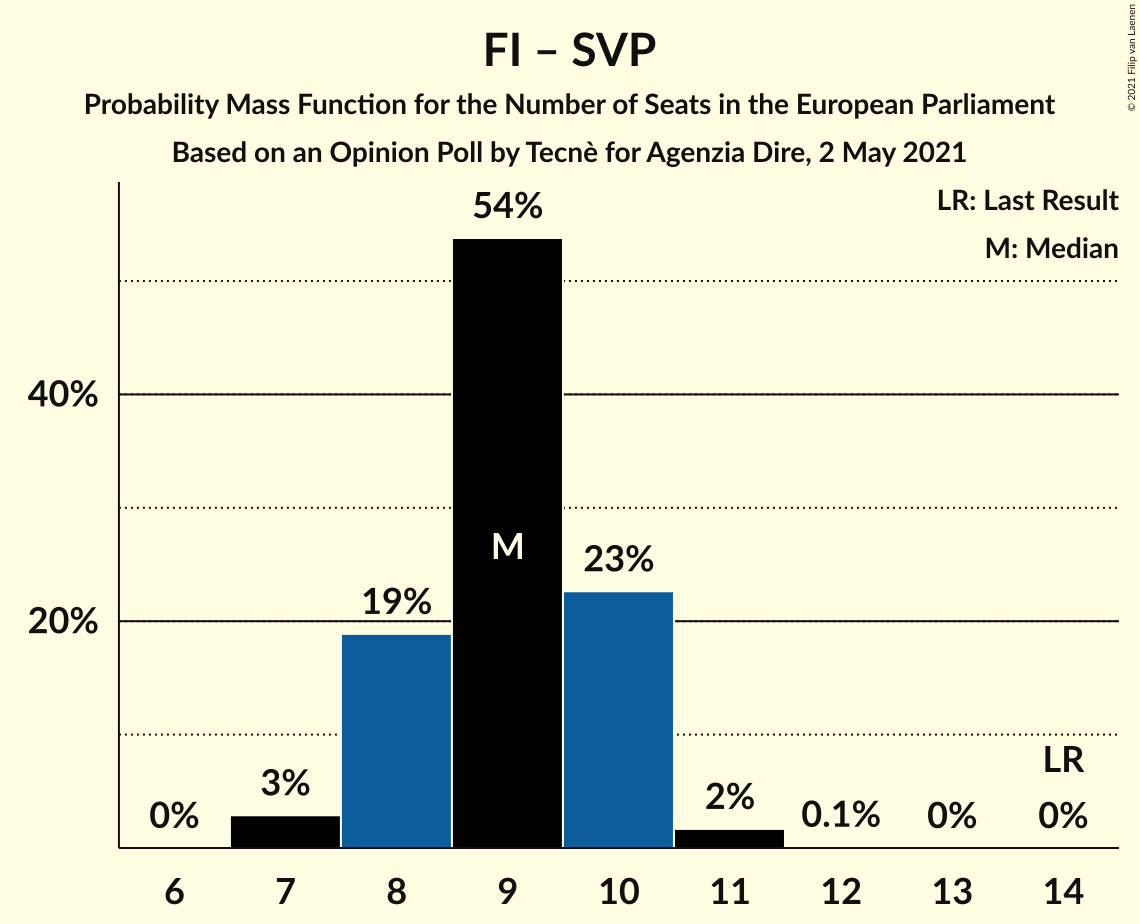 FI – SVP
Probability Mass Function for the Number of Seats in the European Parliament
Based on an Opinion Poll by Tecnè for Agenzia Dire, 2 May 2021
© 2021 Filip van Laenen
LR: Last Result
M: Median
54%
40%
M
23%
19%
20%
LR
3%
2%
0%
0.1%
0%
0%
6 7 8 9 10 11 12 13 14